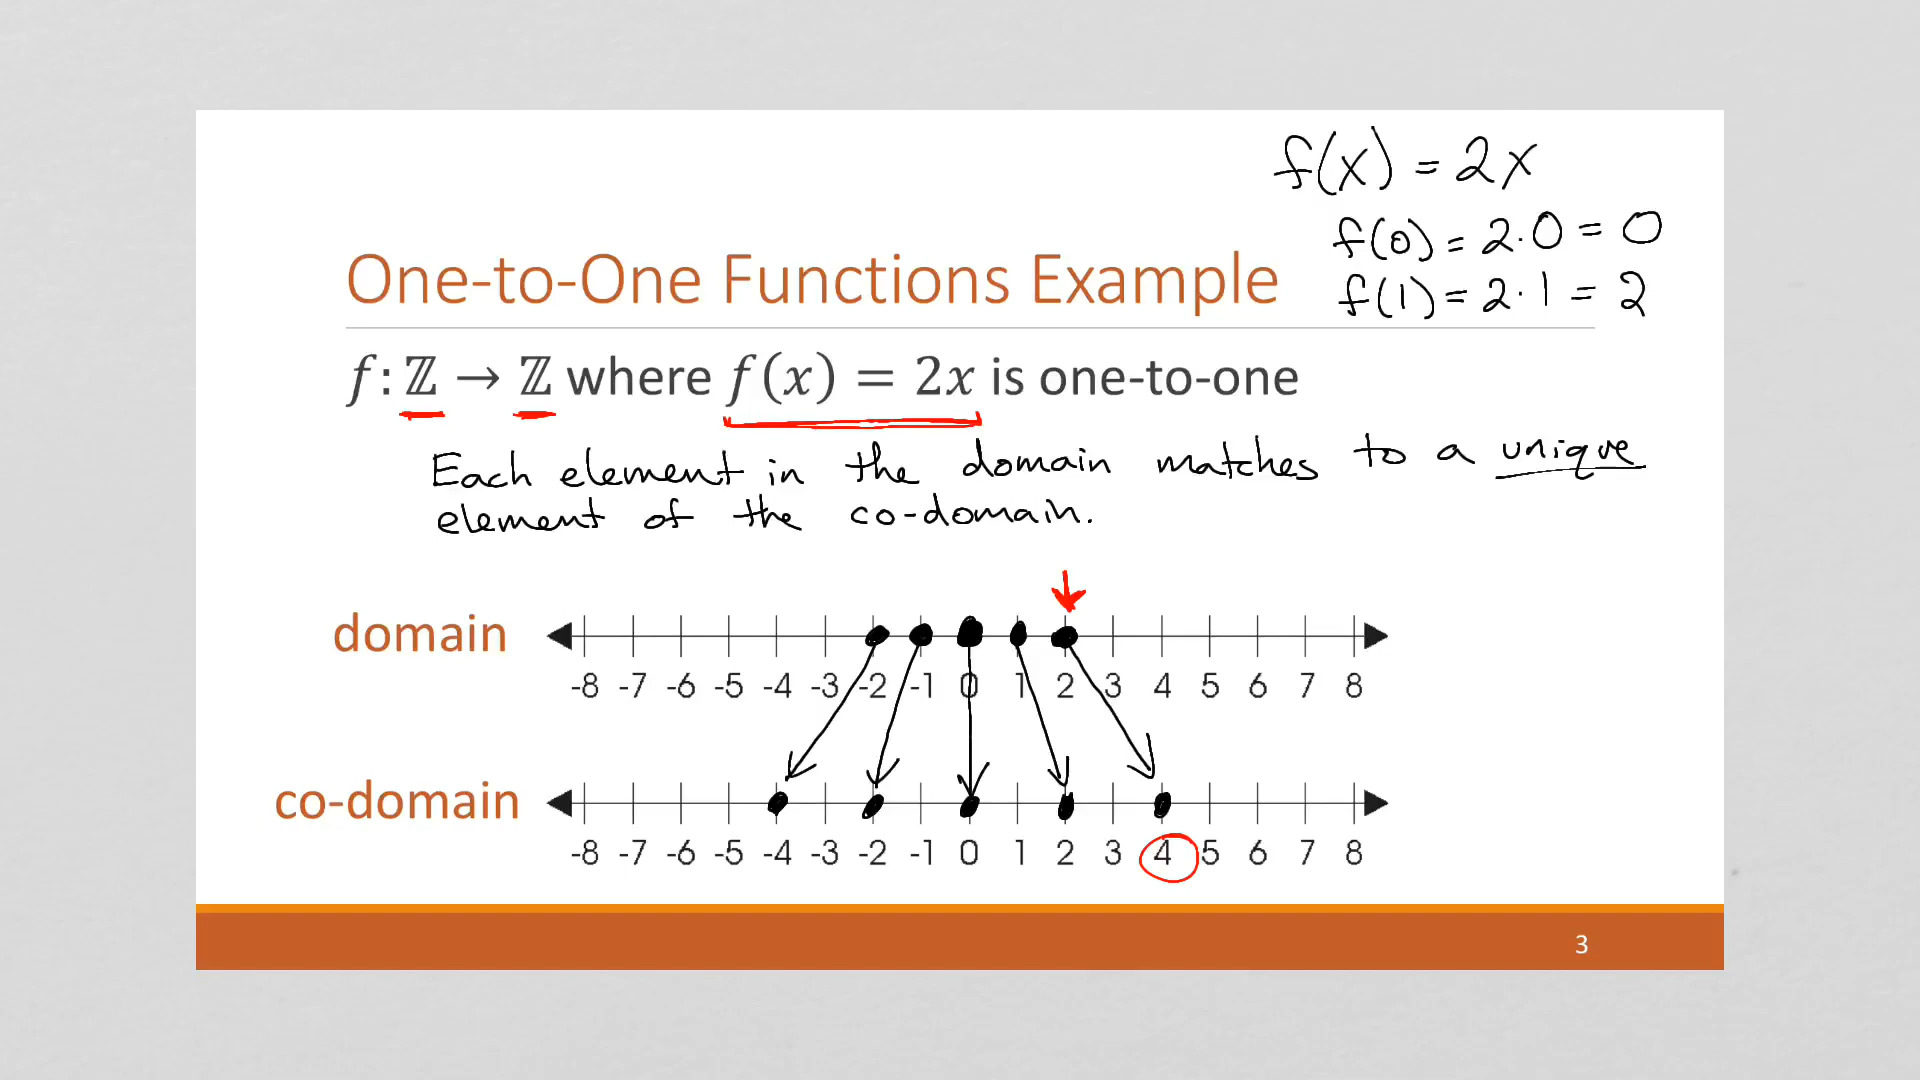 f(x) = 2x
f(0) = 2·0 = 0
One-to-One Functions Example
f(1) = 2·1 = 2
f: ℤ → ℤ where f(x) = 2x is one-to-one
Each element in the domain matches to a unique
element of the co-domain.
domain
-8 -7 -6 -5 -4 -3 -2 -1 0 1 2 3 4 5 6 7 8
co-domain
-8 -7 -6 -5 -4 -3 -2 -1 0 1 2 3 4 5 6 7 8
3